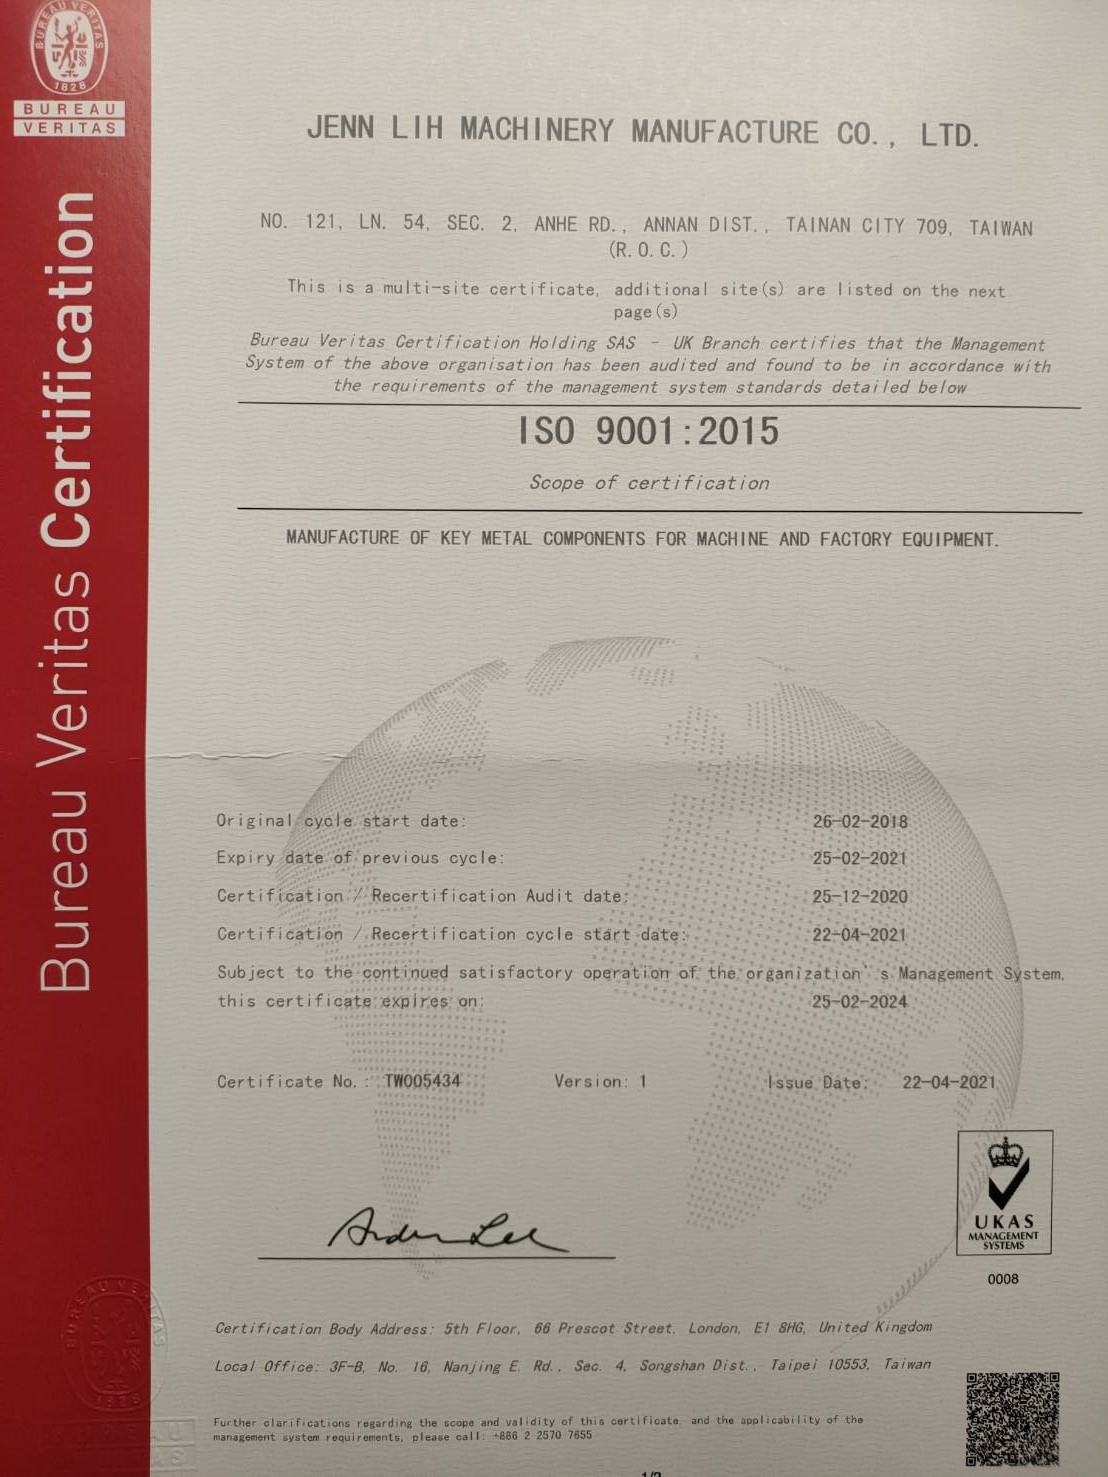 BUREAU VERITAS
1828
BUREAU
VERITAS
Bureau Veritas Certification
JENN LIH MACHINERY MANUFACTURE CO., LTD.
NO. 121, LN. 54, SEC. 2, ANHE RD., ANNAN DIST., TAINAN CITY 709, TAIWAN
(R.O.C.)
This is a multi-site certificate, additional site(s) are listed on the next
page(s)
Bureau Veritas Certification Holding SAS - UK Branch certifies that the Management
System of the above organisation has been audited and found to be in accordance with
the requirements of the management system standards detailed below
ISO 9001:2015
Scope of certification
MANUFACTURE OF KEY METAL COMPONENTS FOR MACHINE AND FACTORY EQUIPMENT.
Original cycle start date: 26-02-2018
Expiry date of previous cycle: 25-02-2021
Certification / Recertification Audit date: 25-12-2020
Certification / Recertification cycle start date: 22-04-2021
Subject to the continued satisfactory operation of the organization's Management System,
this certificate expires on: 25-02-2024
Certificate No.: TW005434 Version: 1 Issue Date: 22-04-2021
UKAS
MANAGEMENT
SYSTEMS
0008
Certification Body Address: 5th Floor, 66 Prescot Street, London, E1 8HG, United Kingdom
Local Office: 3F-B, No. 16, Nanjing E. Rd., Sec. 4, Songshan Dist., Taipei 10553, Taiwan
Further clarifications regarding the scope and validity of this certificate, and the applicability of the
management system requirements, please call: +886 2 2570 7655